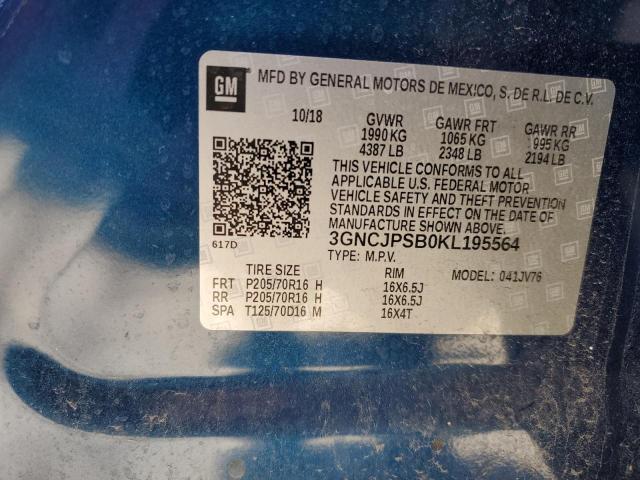 GM MFD BY GENERAL MOTORS DE MEXICO, S. DE R.L. DE C.V.
10/18 GVWR GAWR FRT GAWR RR
1990 KG 1065 KG 995 KG
4387 LB 2348 LB 2194 LB
THIS VEHICLE CONFORMS TO ALL
APPLICABLE U.S. FEDERAL MOTOR
VEHICLE SAFETY AND THEFT PREVENTION
STANDARDS IN EFFECT ON THE DATE OF
MANUFACTURE SHOWN ABOVE.
617D 3GNCJPSB0KL195564
TYPE: M.P.V.
TIRE SIZE RIM MODEL: 041JV76
FRT P205/70R16 H 16X6.5J
RR P205/70R16 H 16X6.5J
SPA T125/70D16 M 16X4T